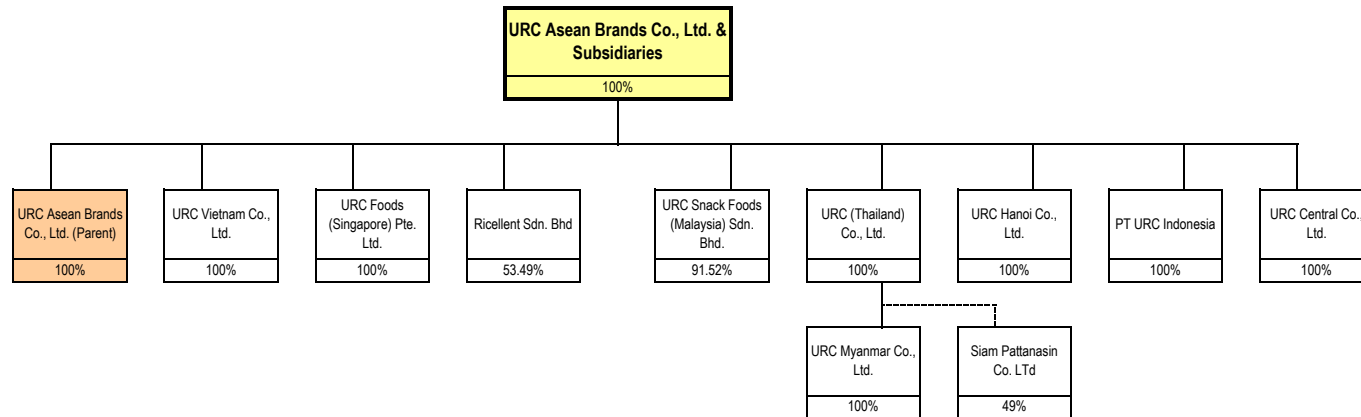 URC Asean Brands Co., Ltd. &
Subsidiaries
100%
URC Asean Brands
Co., Ltd. (Parent)
100%
URC Vietnam Co.,
Ltd.
100%
URC Foods
(Singapore) Pte.
Ltd.
100%
Ricellent Sdn. Bhd
53.49%
URC Snack Foods
(Malaysia) Sdn.
Bhd.
91.52%
URC (Thailand)
Co., Ltd.
100%
URC Hanoi Co.,
Ltd.
100%
PT URC Indonesia
100%
URC Central Co.,
Ltd.
100%
URC Myanmar Co.,
Ltd.
100%
Siam Pattanasin
Co. LTd
49%